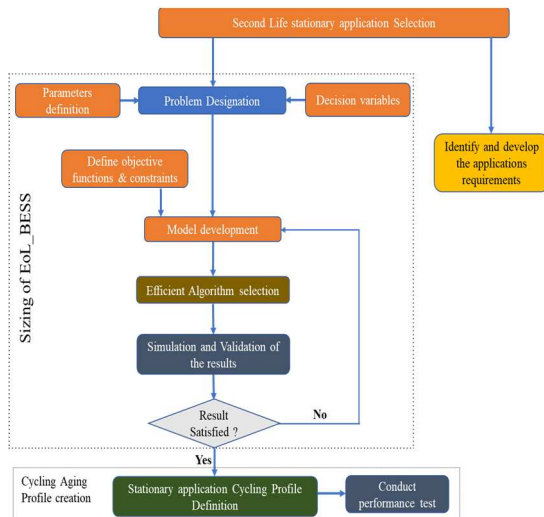 Second Life stationary application Selection
Parameters
definition
Problem Designation
Decision variables
Identify and develop
the applications
requirements
Define objective
functions & constraints
Model development
Sizing of EoL_BESS
Efficient Algorithm selection
Simulation and Validation of
the results
Result
Satisfied ?
No
Yes
Cycling Aging
Profile creation
Stationary application Cycling Profile
Definition
Conduct
performance test